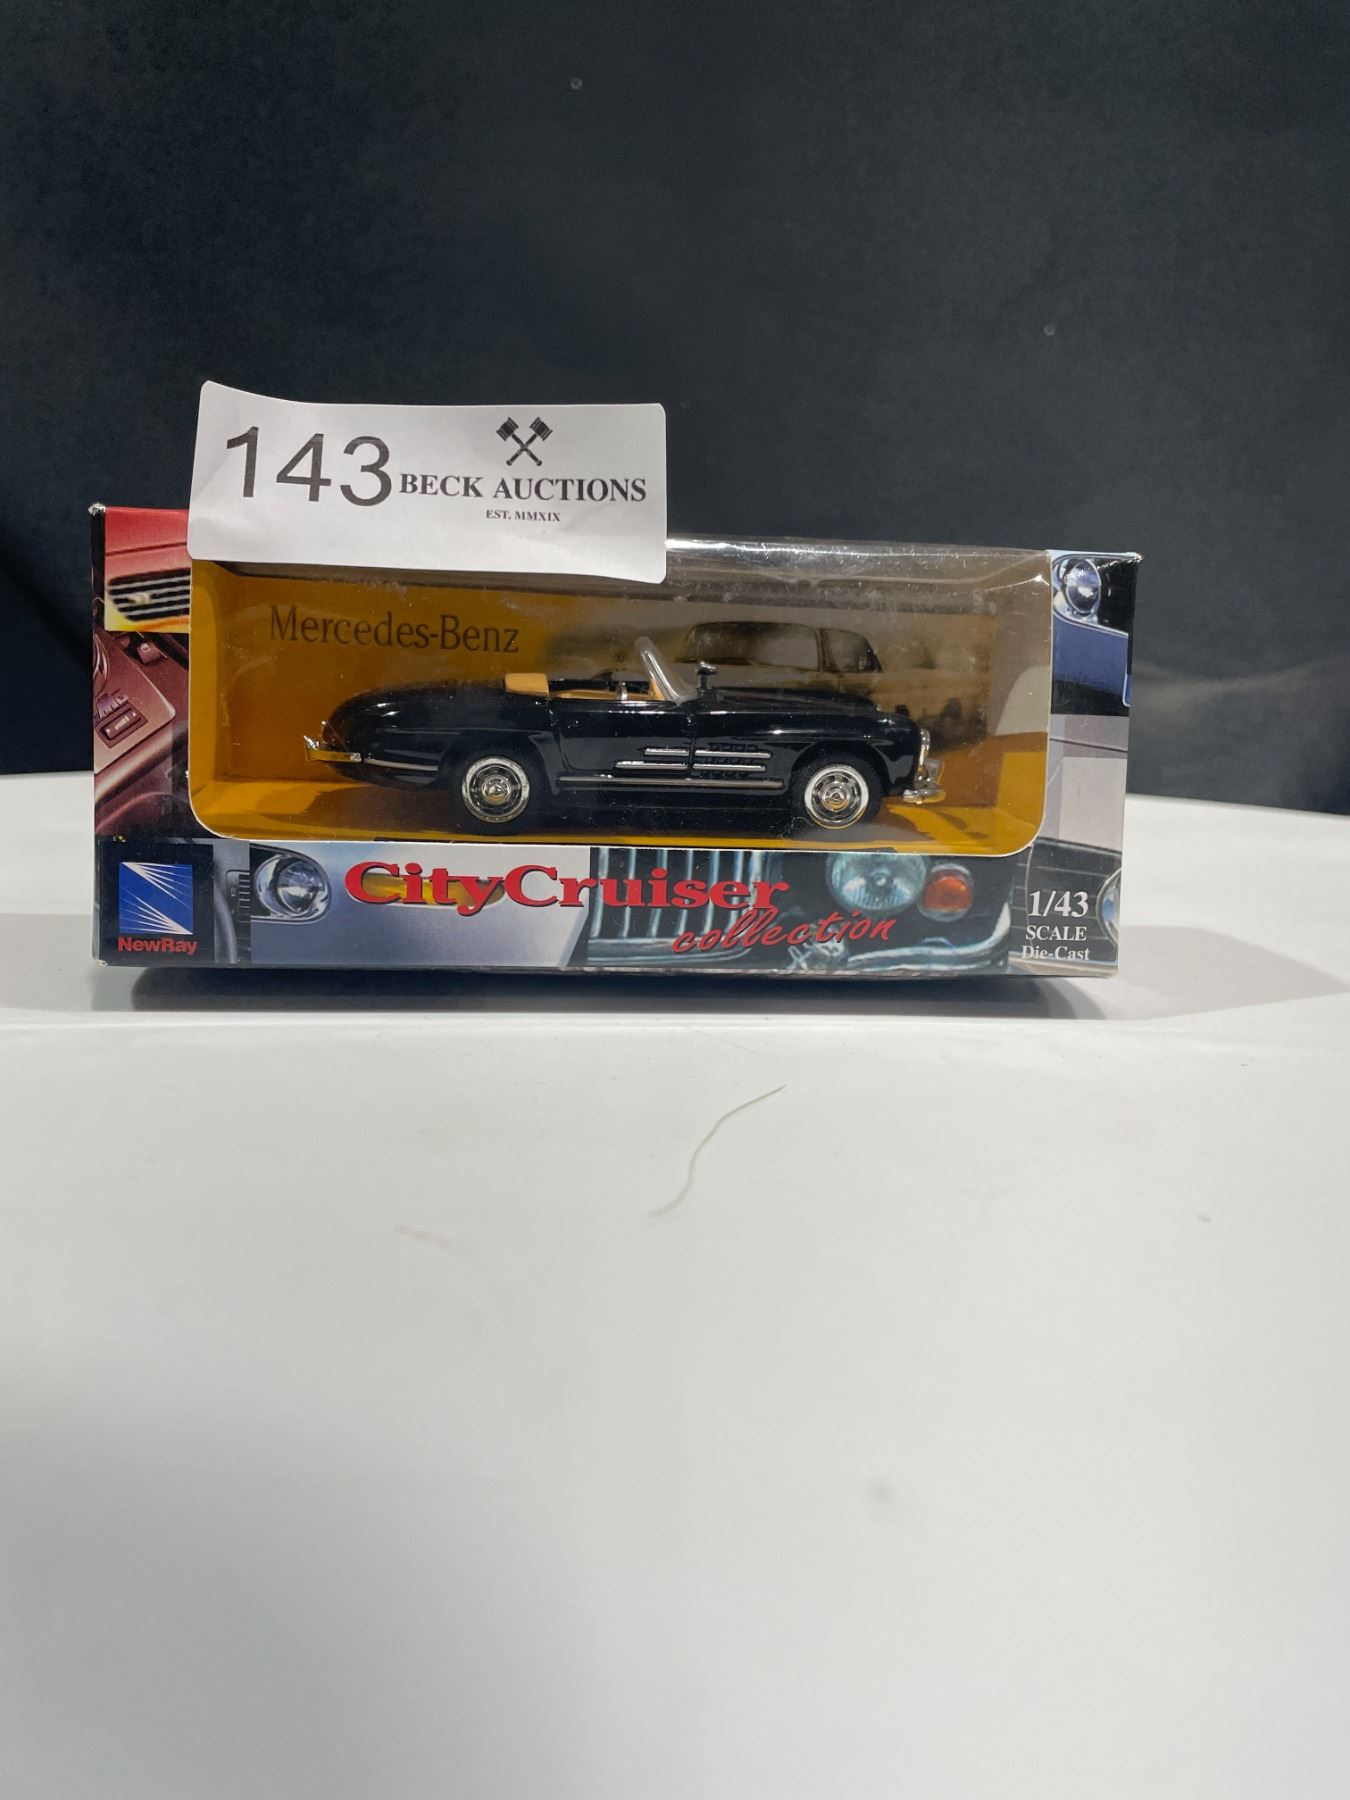 143
BECK AUCTIONS
EST. MMXIX
Mercedes-Benz
CityCruiser
collection
NewRay
1/43
SCALE
Die-Cast